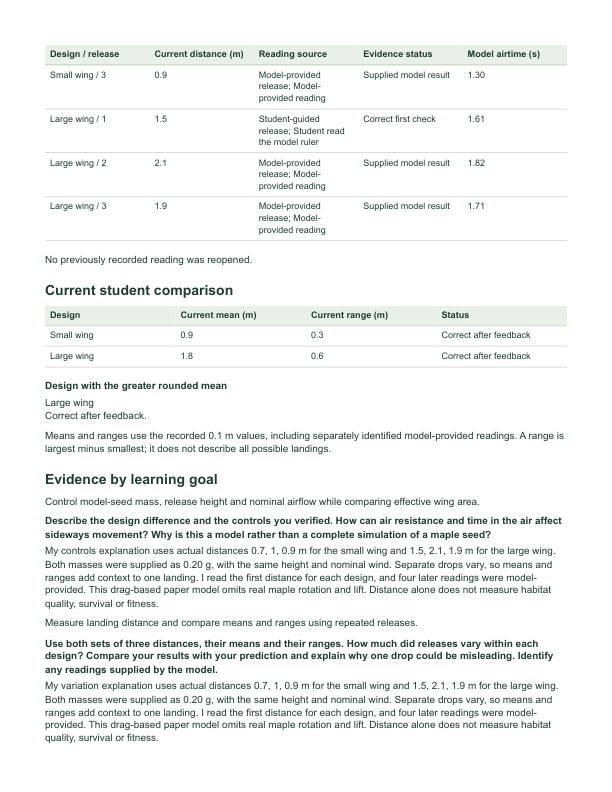 Design / release Current distance (m) Reading source Evidence status Model airtime (s)
Small wing / 3 0.9 Model-provided release; Model-provided reading Supplied model result 1.30
Large wing / 1 1.5 Student-guided release; Student read the model ruler Correct first check 1.61
Large wing / 2 2.1 Model-provided release; Model-provided reading Supplied model result 1.82
Large wing / 3 1.9 Model-provided release; Model-provided reading Supplied model result 1.71
No previously recorded reading was reopened.
Current student comparison
Design Current mean (m) Current range (m) Status
Small wing 0.9 0.3 Correct after feedback
Large wing 1.8 0.6 Correct after feedback
Design with the greater rounded mean
Large wing
Correct after feedback.
Means and ranges use the recorded 0.1 m values, including separately identified model-provided readings. A range is
largest minus smallest; it does not describe all possible landings.
Evidence by learning goal
Control model-seed mass, release height and nominal airflow while comparing effective wing area.
Describe the design difference and the controls you verified. How can air resistance and time in the air affect
sideways movement? Why is this a model rather than a complete simulation of a maple seed?
My controls explanation uses actual distances 0.7, 1, 0.9 m for the small wing and 1.5, 2.1, 1.9 m for the large wing.
Both masses were supplied as 0.20 g, with the same height and nominal wind. Separate drops vary, so means and
ranges add context to one landing. I read the first distance for each design, and four later readings were model-
provided. This drag-based paper model omits real maple rotation and lift. Distance alone does not measure habitat
quality, survival or fitness.
Measure landing distance and compare means and ranges using repeated releases.
Use both sets of three distances, their means and their ranges. How much did releases vary within each
design? Compare your results with your prediction and explain why one drop could be misleading. Identify
any readings supplied by the model.
My variation explanation uses actual distances 0.7, 1, 0.9 m for the small wing and 1.5, 2.1, 1.9 m for the large wing.
Both masses were supplied as 0.20 g, with the same height and nominal wind. Separate drops vary, so means and
ranges add context to one landing. I read the first distance for each design, and four later readings were model-
provided. This drag-based paper model omits real maple rotation and lift. Distance alone does not measure habitat
quality, survival or fitness.